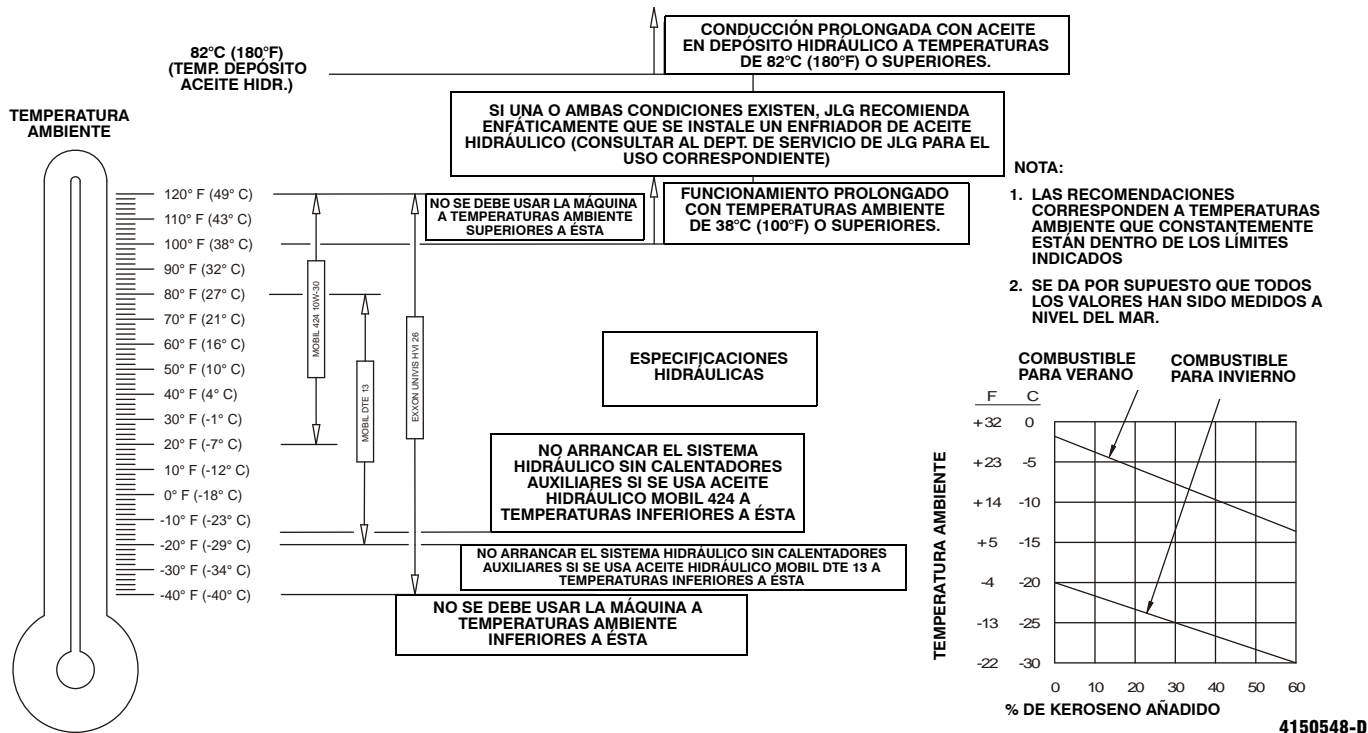 82°C (180°F)
(TEMP. DEPÓSITO
ACEITE HIDR.)
CONDUCCIÓN PROLONGADA CON ACEITE
EN DEPÓSITO HIDRÁULICO A TEMPERATURAS
DE 82°C (180°F) O SUPERIORES.
TEMPERATURA
AMBIENTE
SI UNA O AMBAS CONDICIONES EXISTEN, JLG RECOMIENDA
ENFÁTICAMENTE QUE SE INSTALE UN ENFRIADOR DE ACEITE
HIDRÁULICO (CONSULTAR AL DEPT. DE SERVICIO DE JLG PARA EL
USO CORRESPONDIENTE)
120° F (49° C)
110° F (43° C)
100° F (38° C)
90° F (32° C)
80° F (27° C)
70° F (21° C)
60° F (16° C)
50° F (10° C)
40° F (4° C)
30° F (-1° C)
20° F (-7° C)
10° F (-12° C)
0° F (-18° C)
-10° F (-23° C)
-20° F (-29° C)
-30° F (-34° C)
-40° F (-40° C)
MOBIL 424 10W-30
MOBIL DTE 13
EXXON UNIVIS HVI 26
NO SE DEBE USAR LA MÁQUINA
A TEMPERATURAS AMBIENTE
SUPERIORES A ÉSTA
FUNCIONAMIENTO PROLONGADO
CON TEMPERATURAS AMBIENTE
DE 38°C (100°F) O SUPERIORES.
ESPECIFICACIONES
HIDRÁULICAS
NO ARRANCAR EL SISTEMA
HIDRÁULICO SIN CALENTADORES
AUXILIARES SI SE USA ACEITE
HIDRÁULICO MOBIL 424 A
TEMPERATURAS INFERIORES A ÉSTA
NO ARRANCAR EL SISTEMA HIDRÁULICO SIN CALENTADORES
AUXILIARES SI SE USA ACEITE HIDRÁULICO MOBIL DTE 13 A
TEMPERATURAS INFERIORES A ÉSTA
NO SE DEBE USAR LA MÁQUINA A
TEMPERATURAS AMBIENTE
INFERIORES A ÉSTA
NOTA:
1. LAS RECOMENDACIONES
CORRESPONDEN A TEMPERATURAS
AMBIENTE QUE CONSTANTEMENTE
ESTÁN DENTRO DE LOS LÍMITES
INDICADOS
2. SE DA POR SUPUESTO QUE TODOS
LOS VALORES HAN SIDO MEDIDOS A
NIVEL DEL MAR.
COMBUSTIBLE
PARA VERANO
COMBUSTIBLE
PARA INVIERNO
F C
+32 0
+23 -5
+14 -10
+5 -15
-4 -20
-13 -25
-22 -30
TEMPERATURA AMBIENTE
0 10 20 30 40 50 60
% DE KEROSENO AÑADIDO
4150548-D